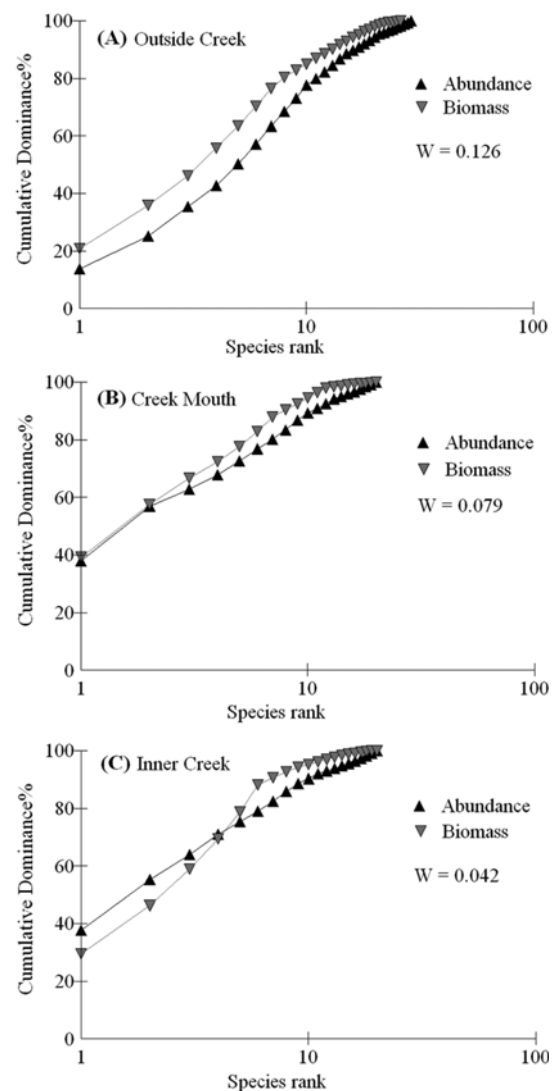 (A) Outside Creek
Cumulative Dominance%
100
80
60
40
20
0
Abundance
Biomass
W = 0.126
1
10
100
Species rank
(B) Creek Mouth
Cumulative Dominance%
100
80
60
40
20
0
Abundance
Biomass
W = 0.079
1
10
100
Species rank
(C) Inner Creek
Cumulative Dominance%
100
80
60
40
20
0
Abundance
Biomass
W = 0.042
1
10
100
Species rank